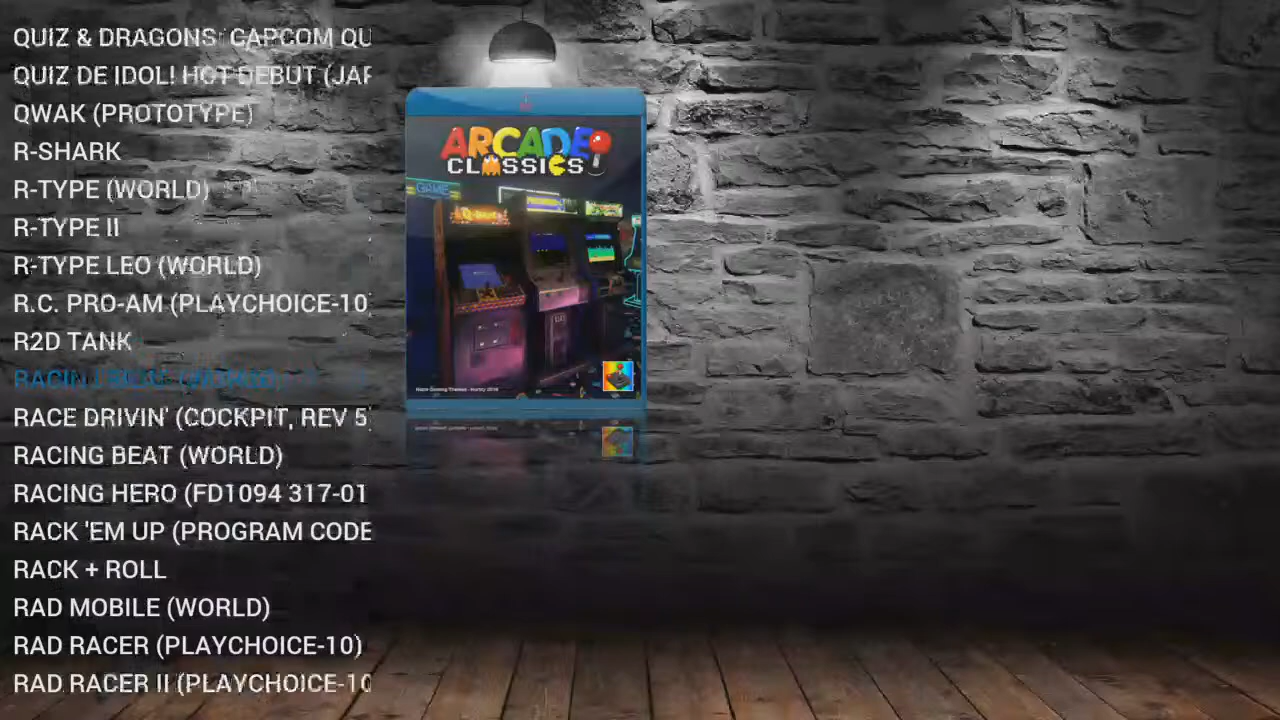 QUIZ & DRAGONS: CAPCOM QU
QUIZ DE IDOL! HOT DEBUT (JAP
QWAK (PROTOTYPE)
R-SHARK
R-TYPE (WORLD)
R-TYPE II
R-TYPE LEO (WORLD)
R.C. PRO-AM (PLAYCHOICE-10)
R2D TANK
RACE DRIVIN' (COCKPIT, REV 5)
RACING BEAT (WORLD)
RACING HERO (FD1094 317-01
RACK 'EM UP (PROGRAM CODE
RACK + ROLL
RAD MOBILE (WORLD)
RAD RACER (PLAYCHOICE-10)
RAD RACER II (PLAYCHOICE-10
ARCADE
CLASSICS
GAME